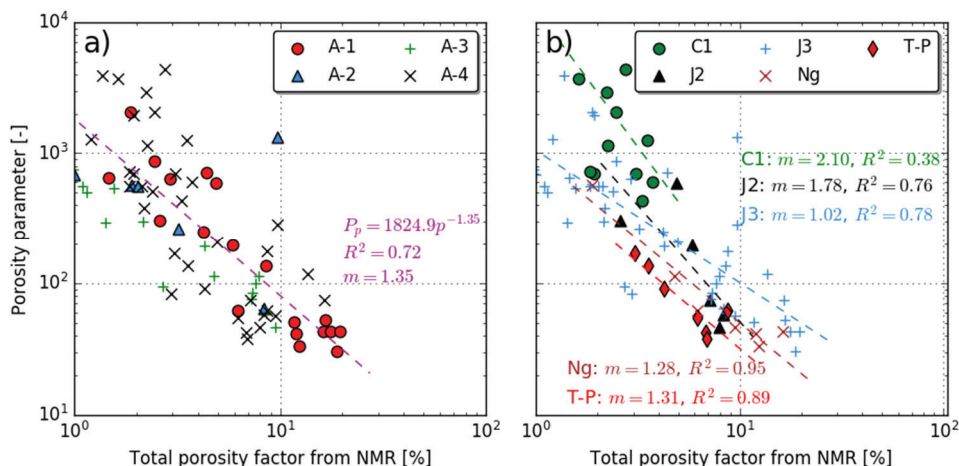 a)
A-1
A-3
A-2
A-4
P_p = 1824.9p^{-1.35}
R^2 = 0.72
m = 1.35
Porosity parameter [-]
10^4
10^3
10^2
10^1
10^0 10^1 10^2
Total porosity factor from NMR [%]
b)
C1
J3
T-P
J2
Ng
C1: m = 2.10, R^2 = 0.38
J2: m = 1.78, R^2 = 0.76
J3: m = 1.02, R^2 = 0.78
Ng: m = 1.28, R^2 = 0.95
T-P: m = 1.31, R^2 = 0.89
10^0 10^1 10^2
Total porosity factor from NMR [%]